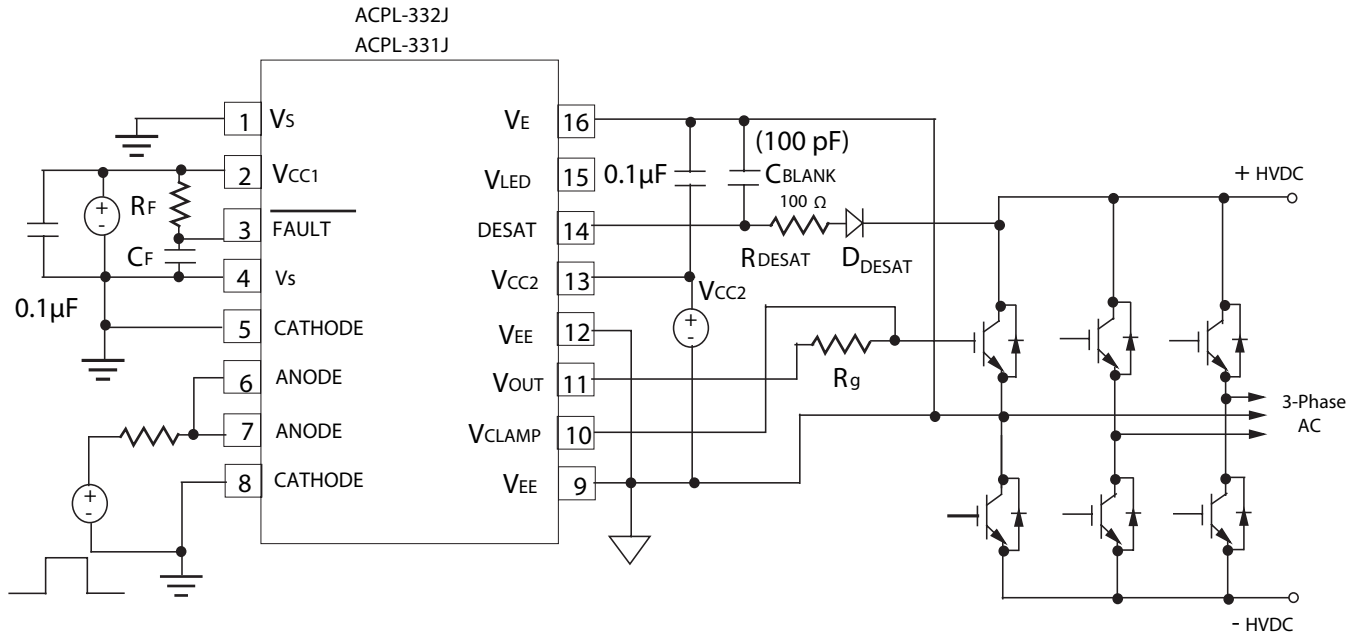 ACPL-332J
ACPL-331J
1 VS
2 VCC1
3 FAULT
4 Vs
5 CATHODE
6 ANODE
7 ANODE
8 CATHODE
VE 16
VLED 15
DESAT 14
VCC2 13
VEE 12
VOUT 11
VCLAMP 10
VEE 9
+
-
RF
CF
0.1µF
+
-
0.1µF
(100 pF)
CBLANK
100 Ω
RDESAT
DDESAT
VCC2
+
-
Rg
+ HVDC
3-Phase
AC
- HVDC